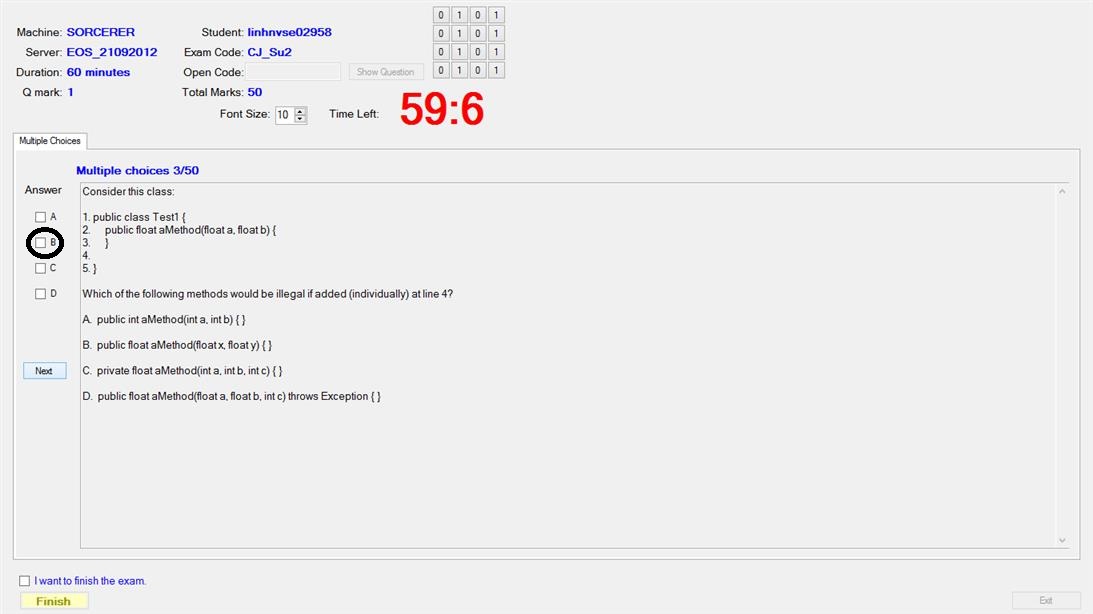 0 1 0 1
Machine: SORCERER Student: linhnvse02958
0 1 0 1
Server: EOS_21092012 Exam Code: CJ_Su2
0 1 0 1
Duration: 60 minutes Open Code: Show Question
0 1 0 1
Q mark: 1 Total Marks: 50
Font Size: 10 Time Left: 59:6
Multiple Choices
Multiple choices 3/50
Answer
Consider this class:
A
1. public class Test1 {
2. public float aMethod(float a, float b) {
B
3. }
4.
C
5. }
D
Which of the following methods would be illegal if added (individually) at line 4?
A. public int aMethod(int a, int b) { }
B. public float aMethod(float x, float y) { }
Next
C. private float aMethod(int a, int b, int c) { }
D. public float aMethod(float a, float b, int c) throws Exception { }
I want to finish the exam.
Finish
Exit